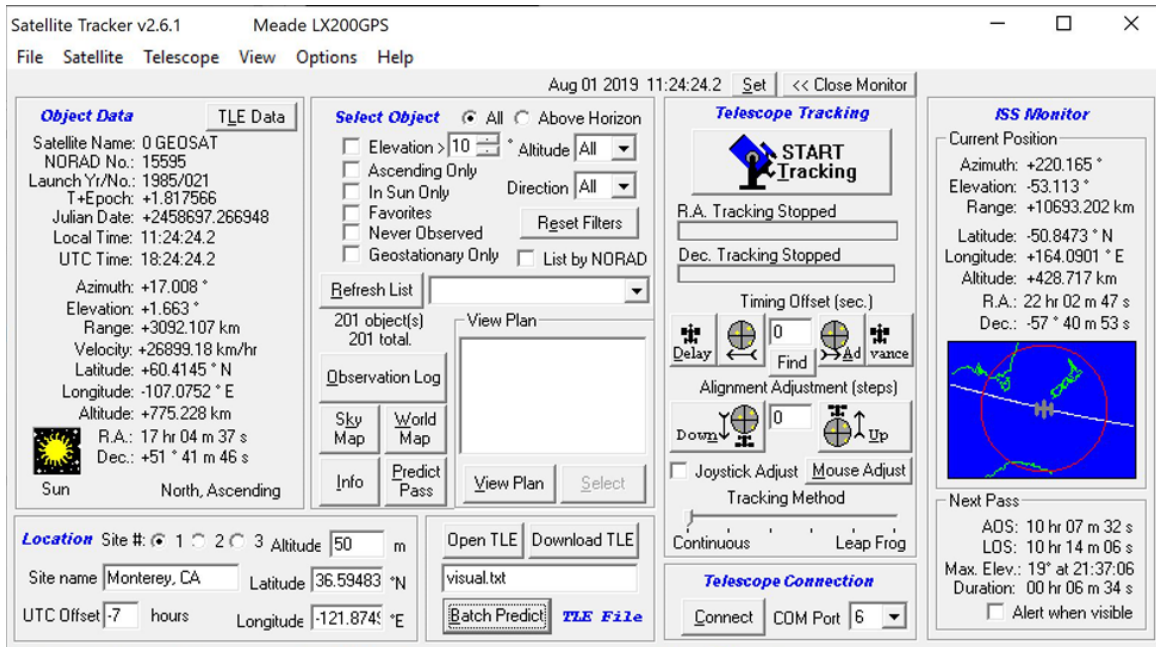 Satellite Tracker v2.6.1 Meade LX200GPS
File Satellite Telescope View Options Help
Aug 01 2019 11:24:24.2 Set << Close Monitor
Object Data TLE Data
Satellite Name: 0 GEOSAT
NORAD No.: 15595
Launch Yr/No.: 1985/021
T+Epoch: +1.817566
Julian Date: +2458697.266948
Local Time: 11:24:24.2
UTC Time: 18:24:24.2
Azimuth: +17.008 °
Elevation: +1.663 °
Range: +3092.107 km
Velocity: +26899.18 km/hr
Latitude: +60.4145 ° N
Longitude: -107.0752 ° E
Altitude: +775.228 km
R.A.: 17 hr 04 m 37 s
Dec.: +51 ° 41 m 46 s
Sun North, Ascending
Select Object All Above Horizon
Elevation > 10 ° Altitude All
Ascending Only
In Sun Only Direction All
Favorites
Never Observed Reset Filters
Geostationary Only List by NORAD
Refresh List
201 object(s)
201 total.
View Plan
Observation Log
Sky Map
World Map
Info
Predict Pass
View Plan Select
Telescope Tracking
START
Tracking
R.A. Tracking Stopped
Dec. Tracking Stopped
Timing Offset (sec.)
Delay 0 Find Ad vance
Alignment Adjustment (steps)
Down 0 Up
Joystick Adjust Mouse Adjust
Tracking Method
Continuous Leap Frog
ISS Monitor
Current Position
Azimuth: +220.165 °
Elevation: -53.113 °
Range: +10693.202 km
Latitude: -50.8473 ° N
Longitude: +164.0901 ° E
Altitude: +428.717 km
R.A.: 22 hr 02 m 47 s
Dec.: -57 ° 40 m 53 s
Next Pass
AOS: 10 hr 07 m 32 s
LOS: 10 hr 14 m 06 s
Max. Elev.: 19° at 21:37:06
Duration: 00 hr 06 m 34 s
Alert when visible
Location Site #: 1 2 3 Altitude 50 m
Site name Monterey, CA Latitude 36.59483 °N
UTC Offset -7 hours Longitude -121.874 °E
Open TLE Download TLE
visual.txt
Batch Predict TLE File
Telescope Connection
Connect COM Port 6